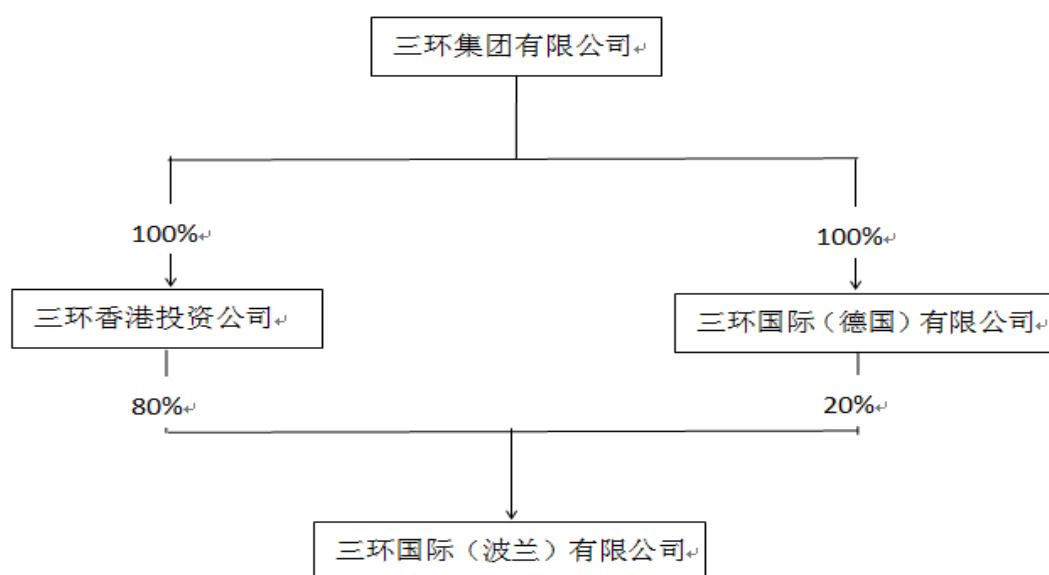 三环集团有限公司
100%
100%
三环香港投资公司
三环国际（德国）有限公司
80%
20%
三环国际（波兰）有限公司